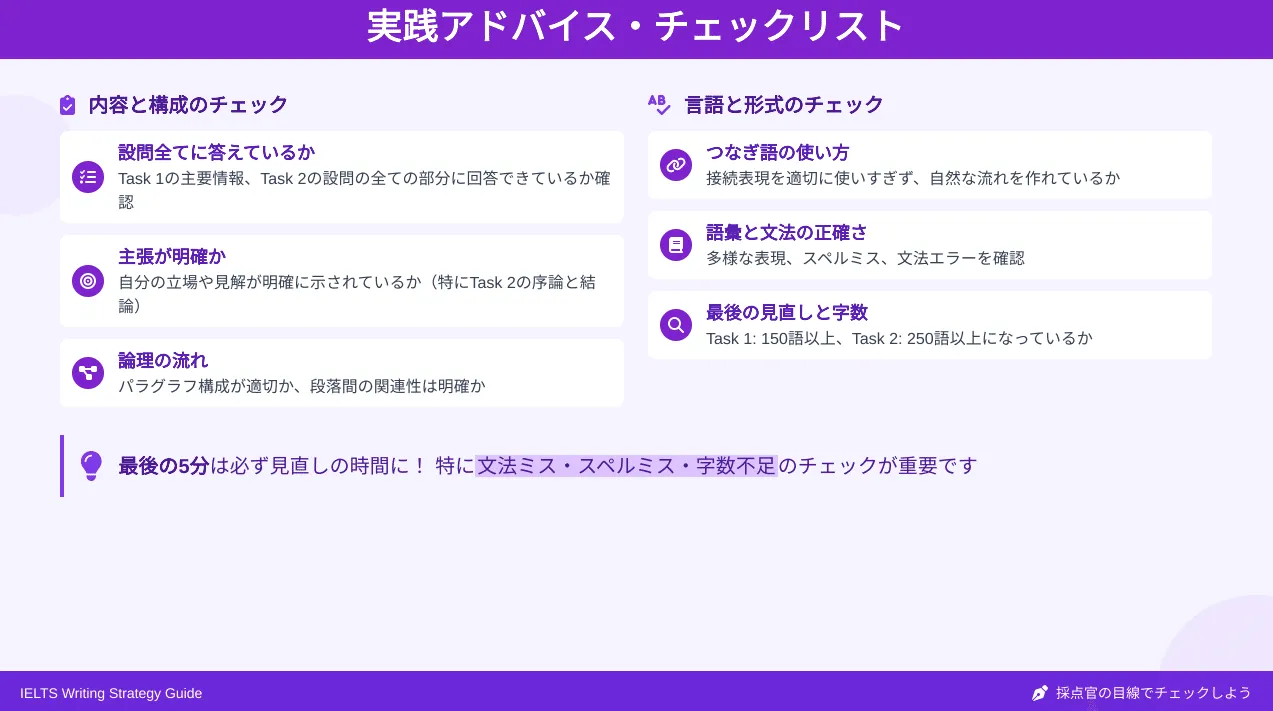 実践アドバイス・チェックリスト
内容と構成のチェック
設問全てに答えているか
Task 1の主要情報、Task 2の設問の全ての部分に回答できているか確
認
主張が明確か
自分の立場や見解が明確に示されているか（特にTask 2の序論と結
論）
論理の流れ
パラグラフ構成が適切か、段落間の関連性は明確か
AB 言語と形式のチェック
つなぎ語の使い方
接続表現を適切に使いすぎず、自然な流れを作れているか
語彙と文法の正確さ
多様な表現、スペルミス、文法エラーを確認
最後の見直しと字数
Task 1: 150語以上、Task 2: 250語以上になっているか
最後の5分は必ず見直しの時間に！ 特に文法ミス・スペルミス・字数不足のチェックが重要です
IELTS Writing Strategy Guide
採点官の目線でチェックしよう